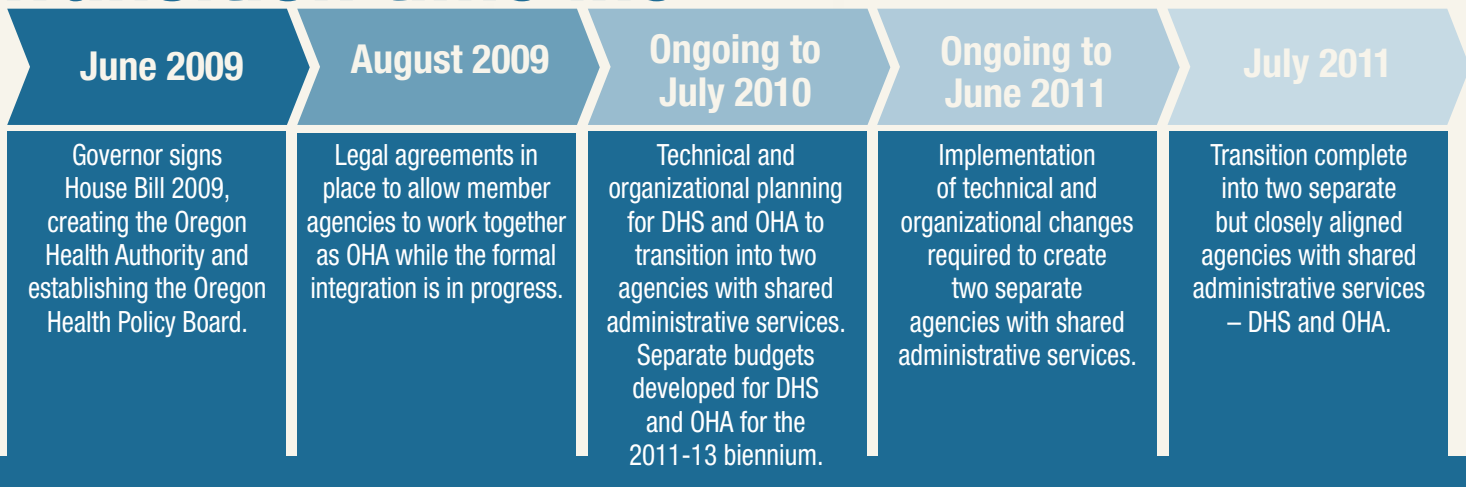 June 2009
Governor signs
House Bill 2009,
creating the Oregon
Health Authority and
establishing the Oregon
Health Policy Board.
August 2009
Legal agreements in
place to allow member
agencies to work together
as OHA while the formal
integration is in progress.
Ongoing to
July 2010
Technical and
organizational planning
for DHS and OHA to
transition into two
agencies with shared
administrative services.
Separate budgets
developed for DHS
and OHA for the
2011-13 biennium.
Ongoing to
June 2011
Implementation
of technical and
organizational changes
required to create
two separate
agencies with shared
administrative services.
July 2011
Transition complete
into two separate
but closely aligned
agencies with shared
administrative services
– DHS and OHA.